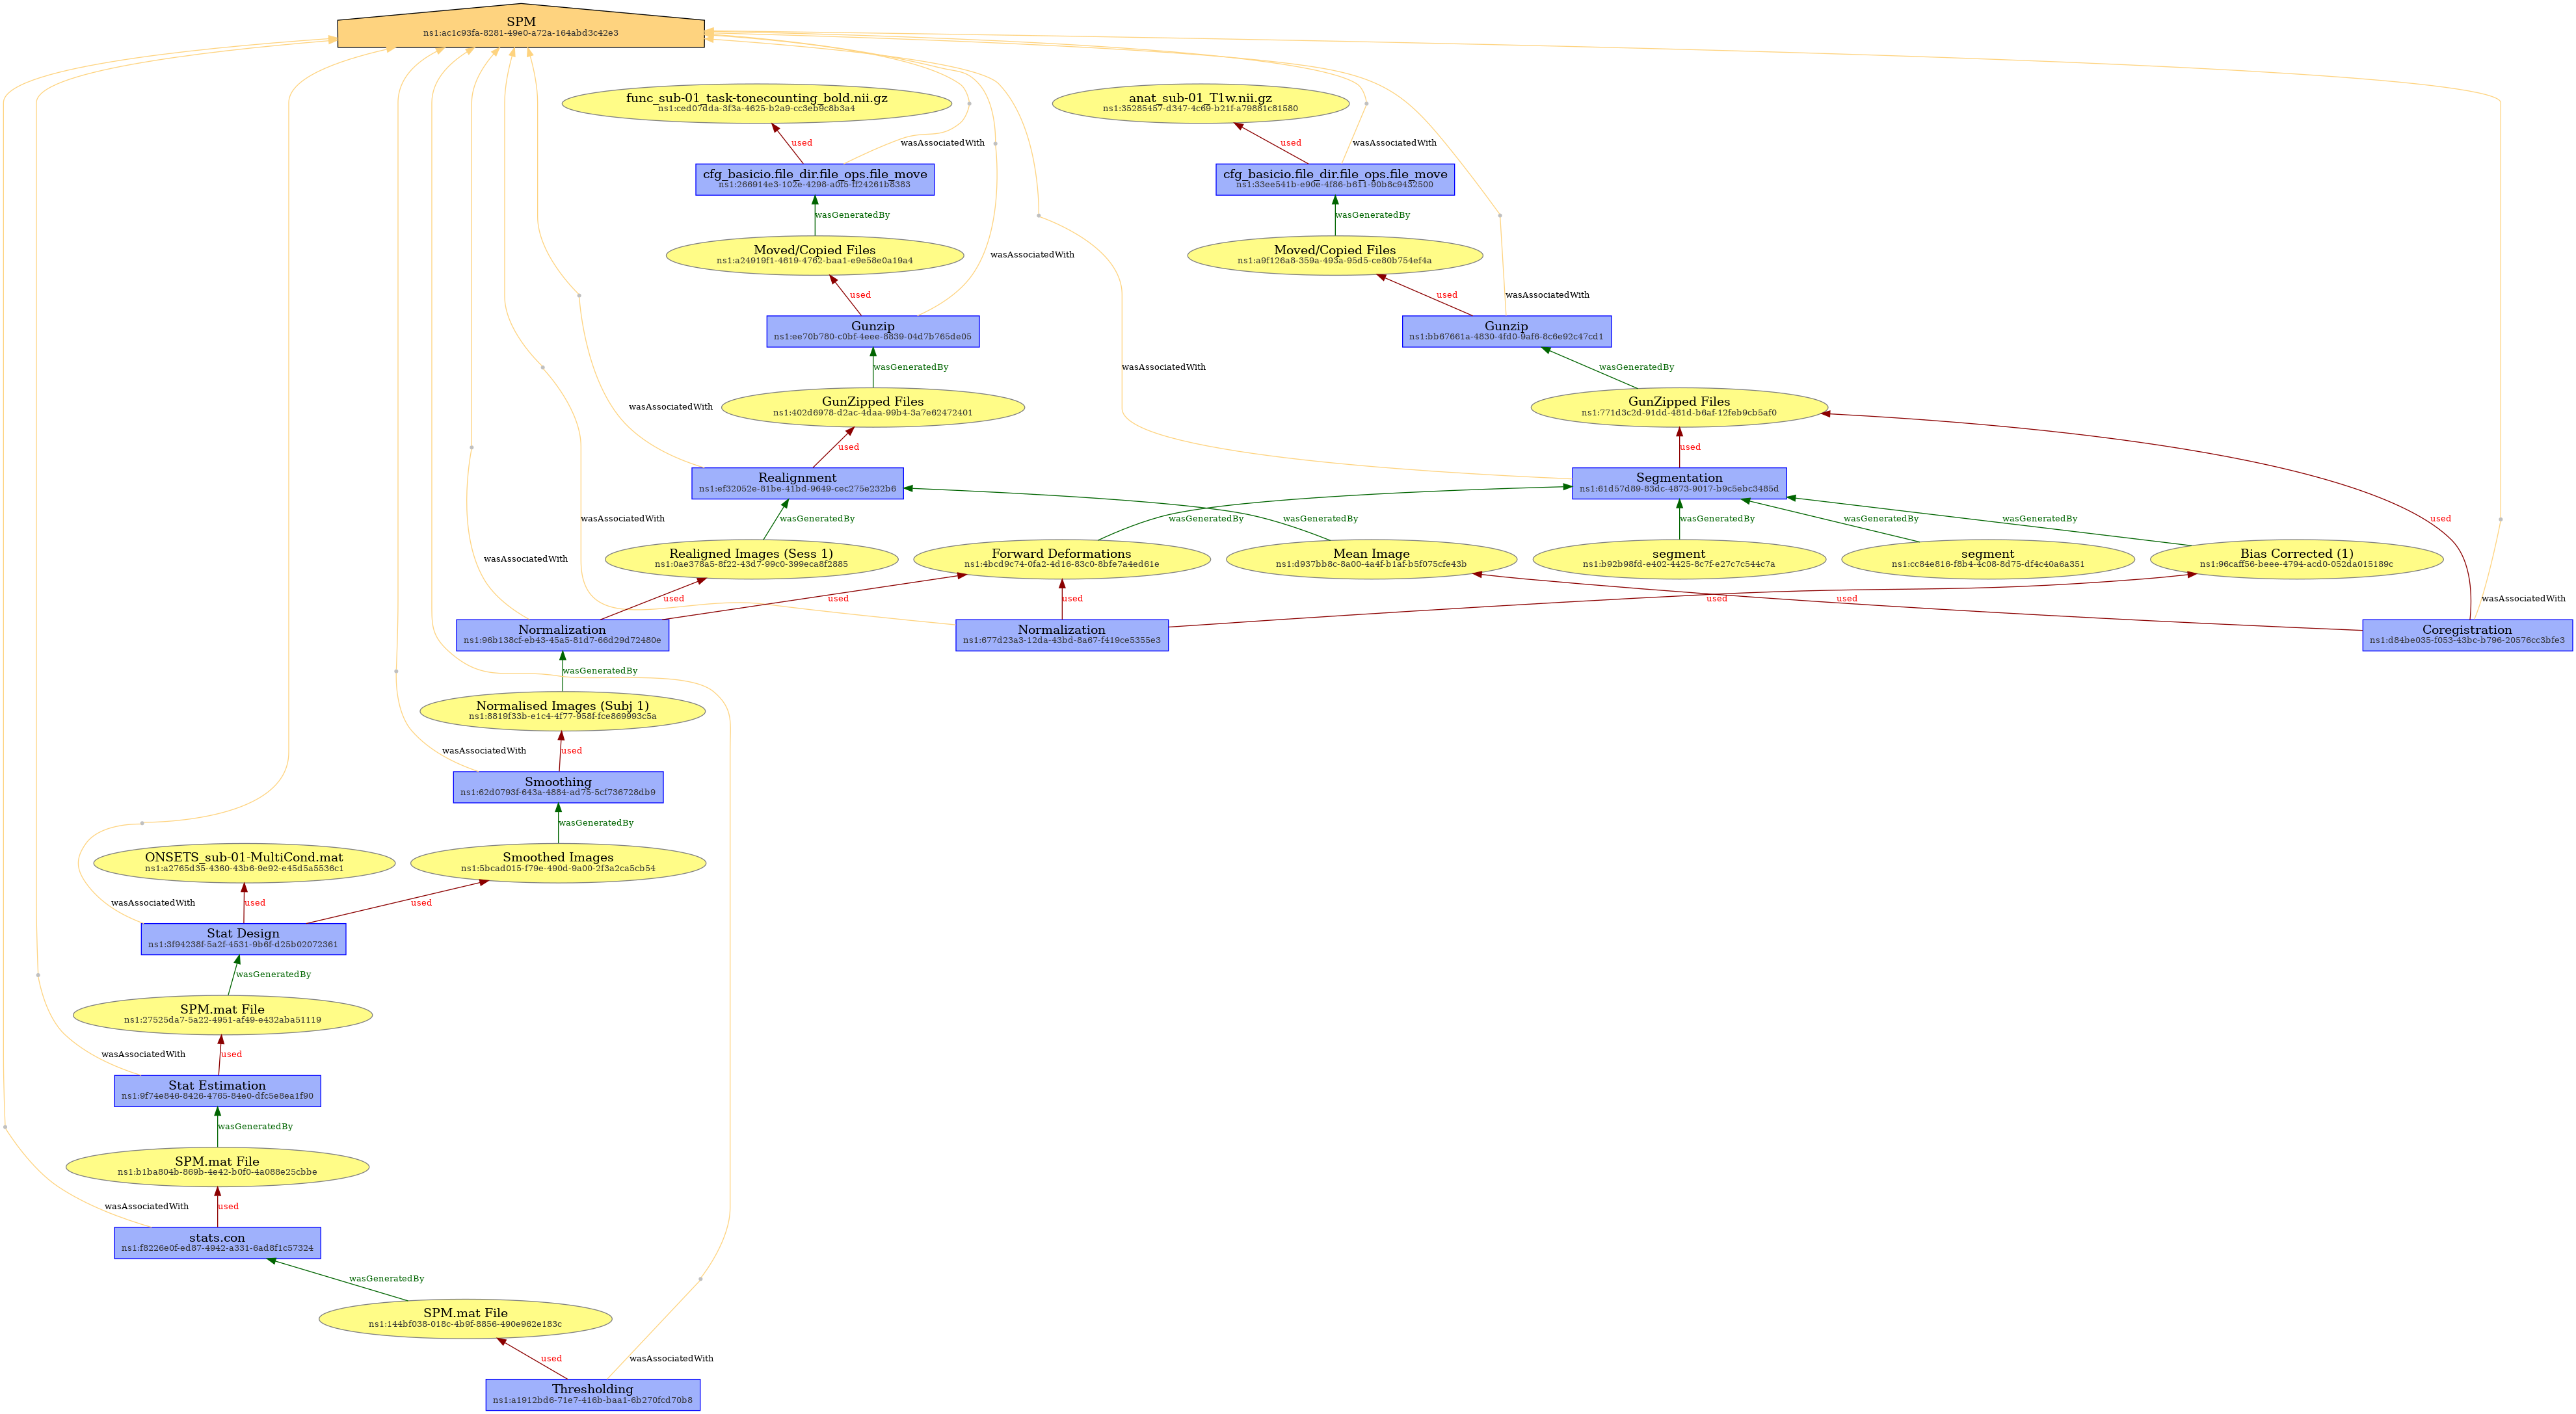 SPM
ns1:ac1c93fa-8281-49e0-a72a-164abd3c42e3
func_sub-01_task-tonecounting_bold.nii.gz
ns1:ced07dda-3f3a-4625-b2a9-cc3eb9c8b3a4
anat_sub-01_T1w.nii.gz
ns1:35285457-d347-4c69-b21f-a79881c81580
used
wasAssociatedWith
used
wasAssociatedWith
cfg_basicio.file_dir.file_ops.file_move
ns1:266914e3-102e-4298-a0f5-ff24261b8383
cfg_basicio.file_dir.file_ops.file_move
ns1:33ee541b-e90e-4f86-b611-90b8c9432500
wasGeneratedBy
wasGeneratedBy
Moved/Copied Files
ns1:a24919f1-4619-4762-baa1-e9e58e0a19a4
wasAssociatedWith
Moved/Copied Files
ns1:a9f126a8-359a-493a-95d5-ce80b754ef4a
used
used
wasAssociatedWith
Gunzip
ns1:ee70b780-c0bf-4eee-8839-04d7b765de05
Gunzip
ns1:bb67661a-4830-4fd0-9af6-8c6e92c47cd1
wasGeneratedBy
wasAssociatedWith
wasGeneratedBy
wasAssociatedWith
GunZipped Files
ns1:402d6978-d2ac-4daa-99b4-3a7e62472401
GunZipped Files
ns1:771d3c2d-91dd-481d-b6af-12feb9cb5af0
used
used
Realignment
ns1:ef32052e-81be-41bd-9649-cec275e232b6
Segmentation
ns1:61d57d89-83dc-4873-9017-b9c5ebc3485d
wasAssociatedWith
wasGeneratedBy
wasGeneratedBy
wasGeneratedBy
wasGeneratedBy
wasGeneratedBy
wasGeneratedBy
used
wasAssociatedWith
Realigned Images (Sess 1)
ns1:0ae378a5-8f22-43d7-99c0-399eca8f2885
Forward Deformations
ns1:4bcd9c74-0fa2-4d16-83c0-8bfe7a4ed61e
Mean Image
ns1:d937bb8c-8a00-4a4f-b1af-b5f075cfe43b
segment
ns1:b92b98fd-e402-4425-8c7f-e27c7c544c7a
segment
ns1:cc84e816-f8b4-4c08-8d75-df4c40a6a351
Bias Corrected (1)
ns1:96caff56-beee-4794-acd0-052da015189c
used
used
used
used
used
wasAssociatedWith
Normalization
ns1:96b138cf-eb43-45a5-81d7-66d29d72480e
Normalization
ns1:677d23a3-12da-43bd-8a67-f419ce5355e3
Coregistration
ns1:d84be035-f053-43bc-b796-20576cc3bfe3
wasGeneratedBy
Normalised Images (Subj 1)
ns1:8819f33b-e1c4-4f77-958f-fce869993c5a
wasAssociatedWith
used
Smoothing
ns1:62d0793f-643a-4884-ad75-5cf736728db9
wasGeneratedBy
ONSETS_sub-01-MultiCond.mat
ns1:a2765d35-4360-43b6-9e92-e45d5a5536c1
Smoothed Images
ns1:5bcad015-f79e-490d-9a00-2f3a2ca5cb54
wasAssociatedWith
used
used
Stat Design
ns1:3f94238f-5a2f-4531-9b6f-d25b02072361
wasGeneratedBy
SPM.mat File
ns1:27525da7-5a22-4951-af49-e432aba51119
wasAssociatedWith
used
Stat Estimation
ns1:9f74e846-8426-4765-84e0-dfc5e8ea1f90
wasGeneratedBy
SPM.mat File
ns1:b1ba804b-869b-4e42-b0f0-4a088e25cbbe
wasAssociatedWith
used
stats.con
ns1:f8226e0f-ed87-4942-a331-6ad8f1c57324
wasGeneratedBy
SPM.mat File
ns1:144bf038-018c-4b9f-8856-490e962e183c
used
wasAssociatedWith
Thresholding
ns1:a1912bd6-71e7-416b-baa1-6b270fcd70b8